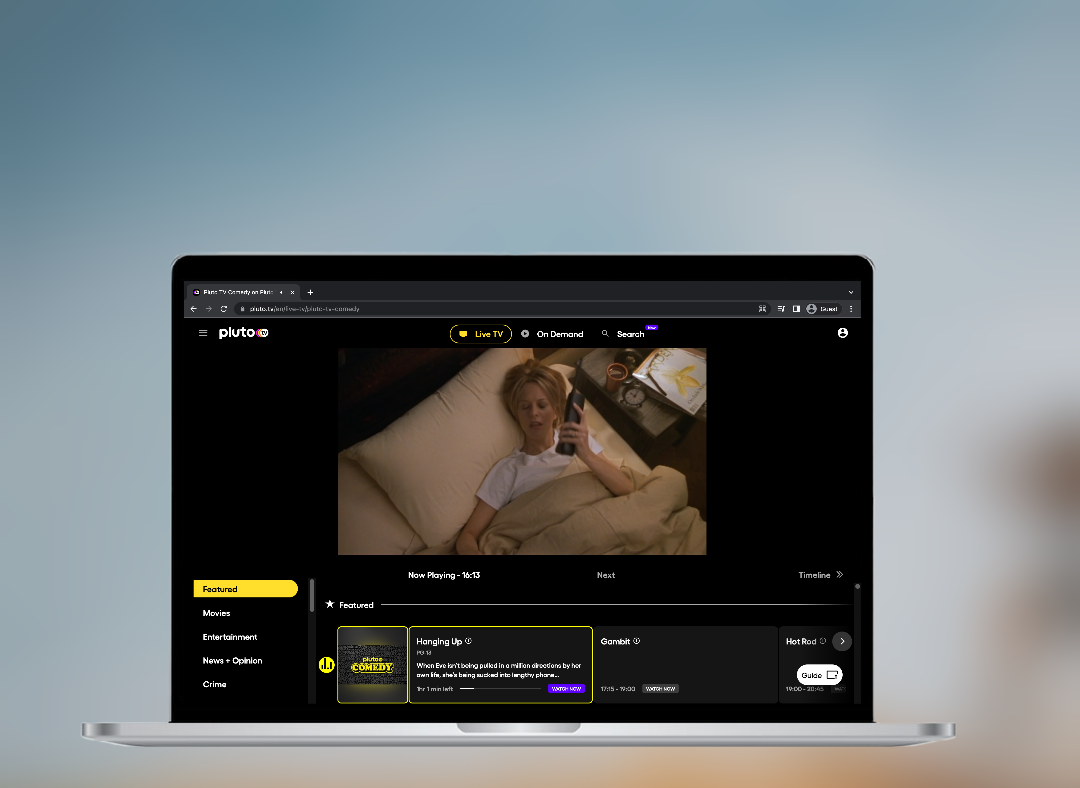 Pluto TV Comedy on Pluto
pluto.tv/en/live-tv/pluto-tv-comedy
Guest
pluto tv
Live TV
On Demand
Search
New
Now Playing - 16:13
Next
Timeline
Featured
Movies
Entertainment
News + Opinion
Crime
Featured
pluto tv
COMEDY
Hanging Up
PG-13
When Eve isn't being pulled in a million directions by her
own life, she's being sucked into lengthy phone...
1hr 1 min left
WATCH NOW
Gambit
17:15 - 19:00
WATCH NOW
Hot Rod
Guide
19:00 - 20:45